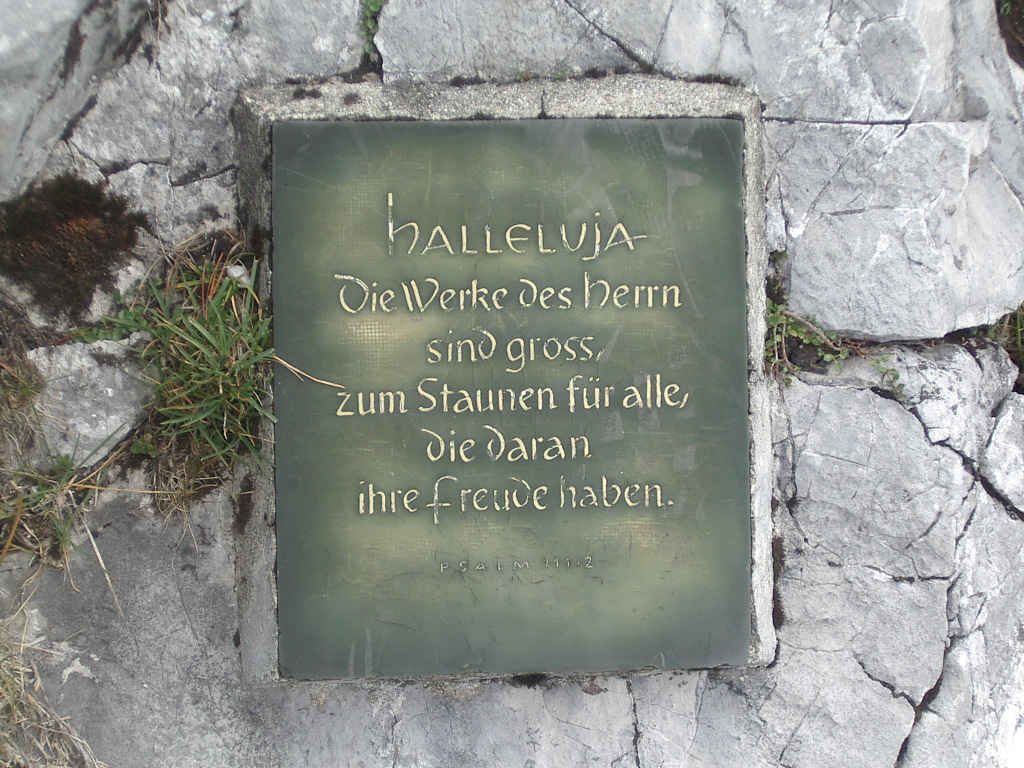 halleluja
Die Werke des Herrn
sind gross,
zum Staunen für alle,
die daran
ihre Freude haben.
PSALM 111:2